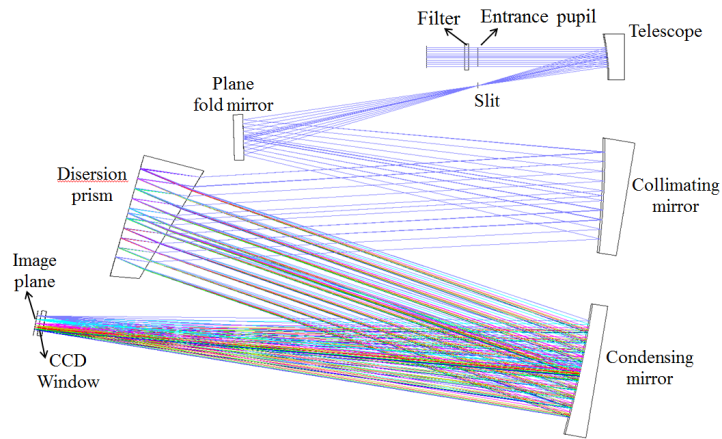 Filter
Entrance pupil
Telescope
Slit
Plane
fold mirror
Disersion
prism
Collimating
mirror
Image
plane
CCD
Window
Condensing
mirror